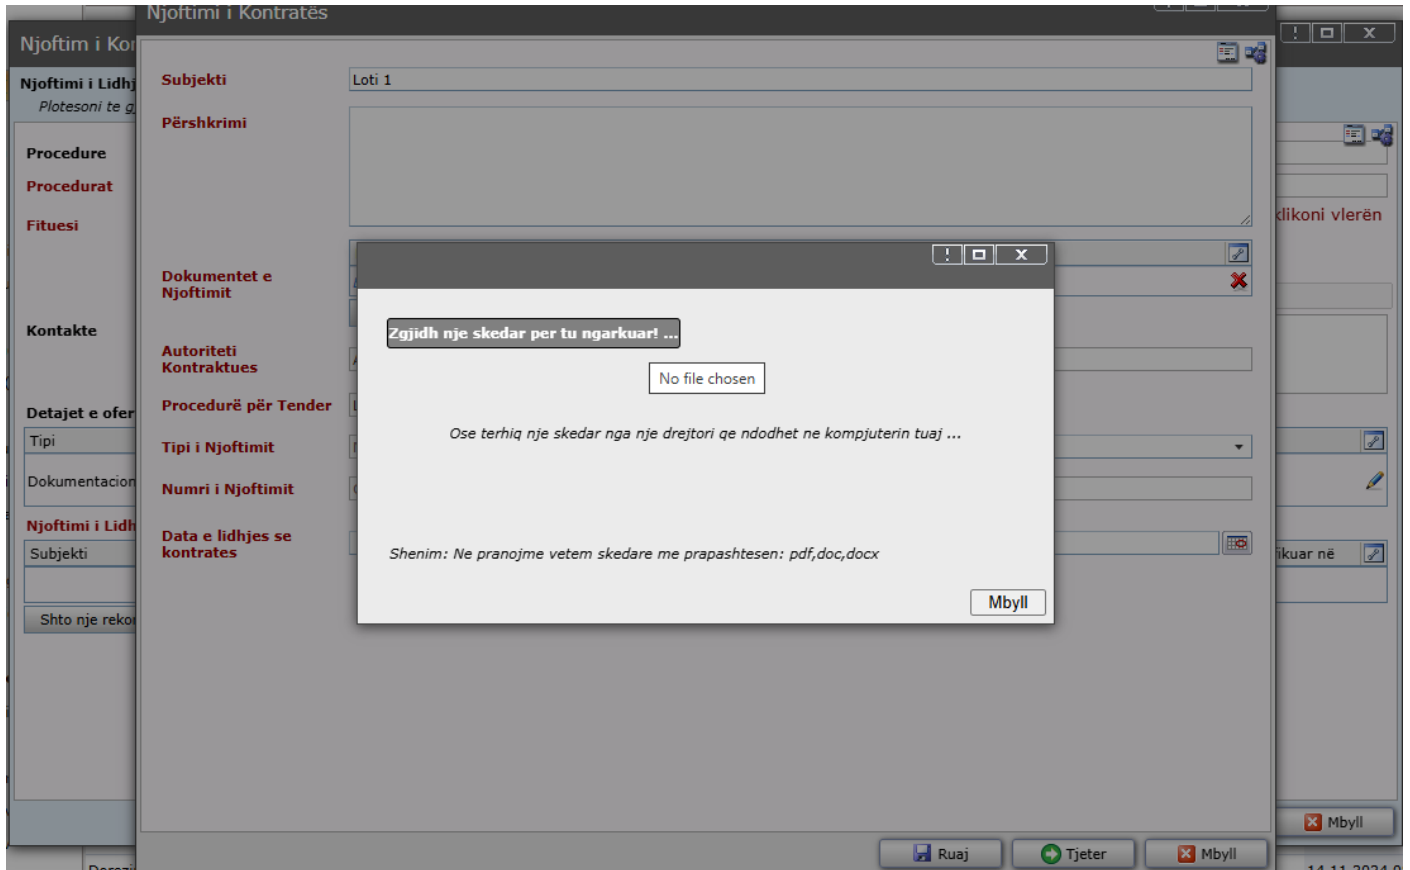 Njoftimi i Kontratës
Njoftim i Kon
Njoftimi i Lidhj
Plotesoni te g
Procedure
Procedurat
Fituesi
klikoni vlerën
Kontakte
Detajet e ofer
Tipi
Dokumentacion
Njoftimi i Lidh
Subjekti
ikuar në
Shto nje rekor
Mbyll
Subjekti
Loti 1
Përshkrimi
Dokumentet e
Njoftimit
Autoriteti
Kontraktues
Procedurë për Tender
Tipi i Njoftimit
Numri i Njoftimit
Data e lidhjes se
kontrates
Zgjidh nje skedar per tu ngarkuar! ...
No file chosen
Ose terhiq nje skedar nga nje drejtori qe ndodhet ne kompjuterin tuaj ...
Shenim: Ne pranojme vetem skedare me prapashtesen: pdf,doc,docx
Mbyll
Ruaj
Tjeter
Mbyll